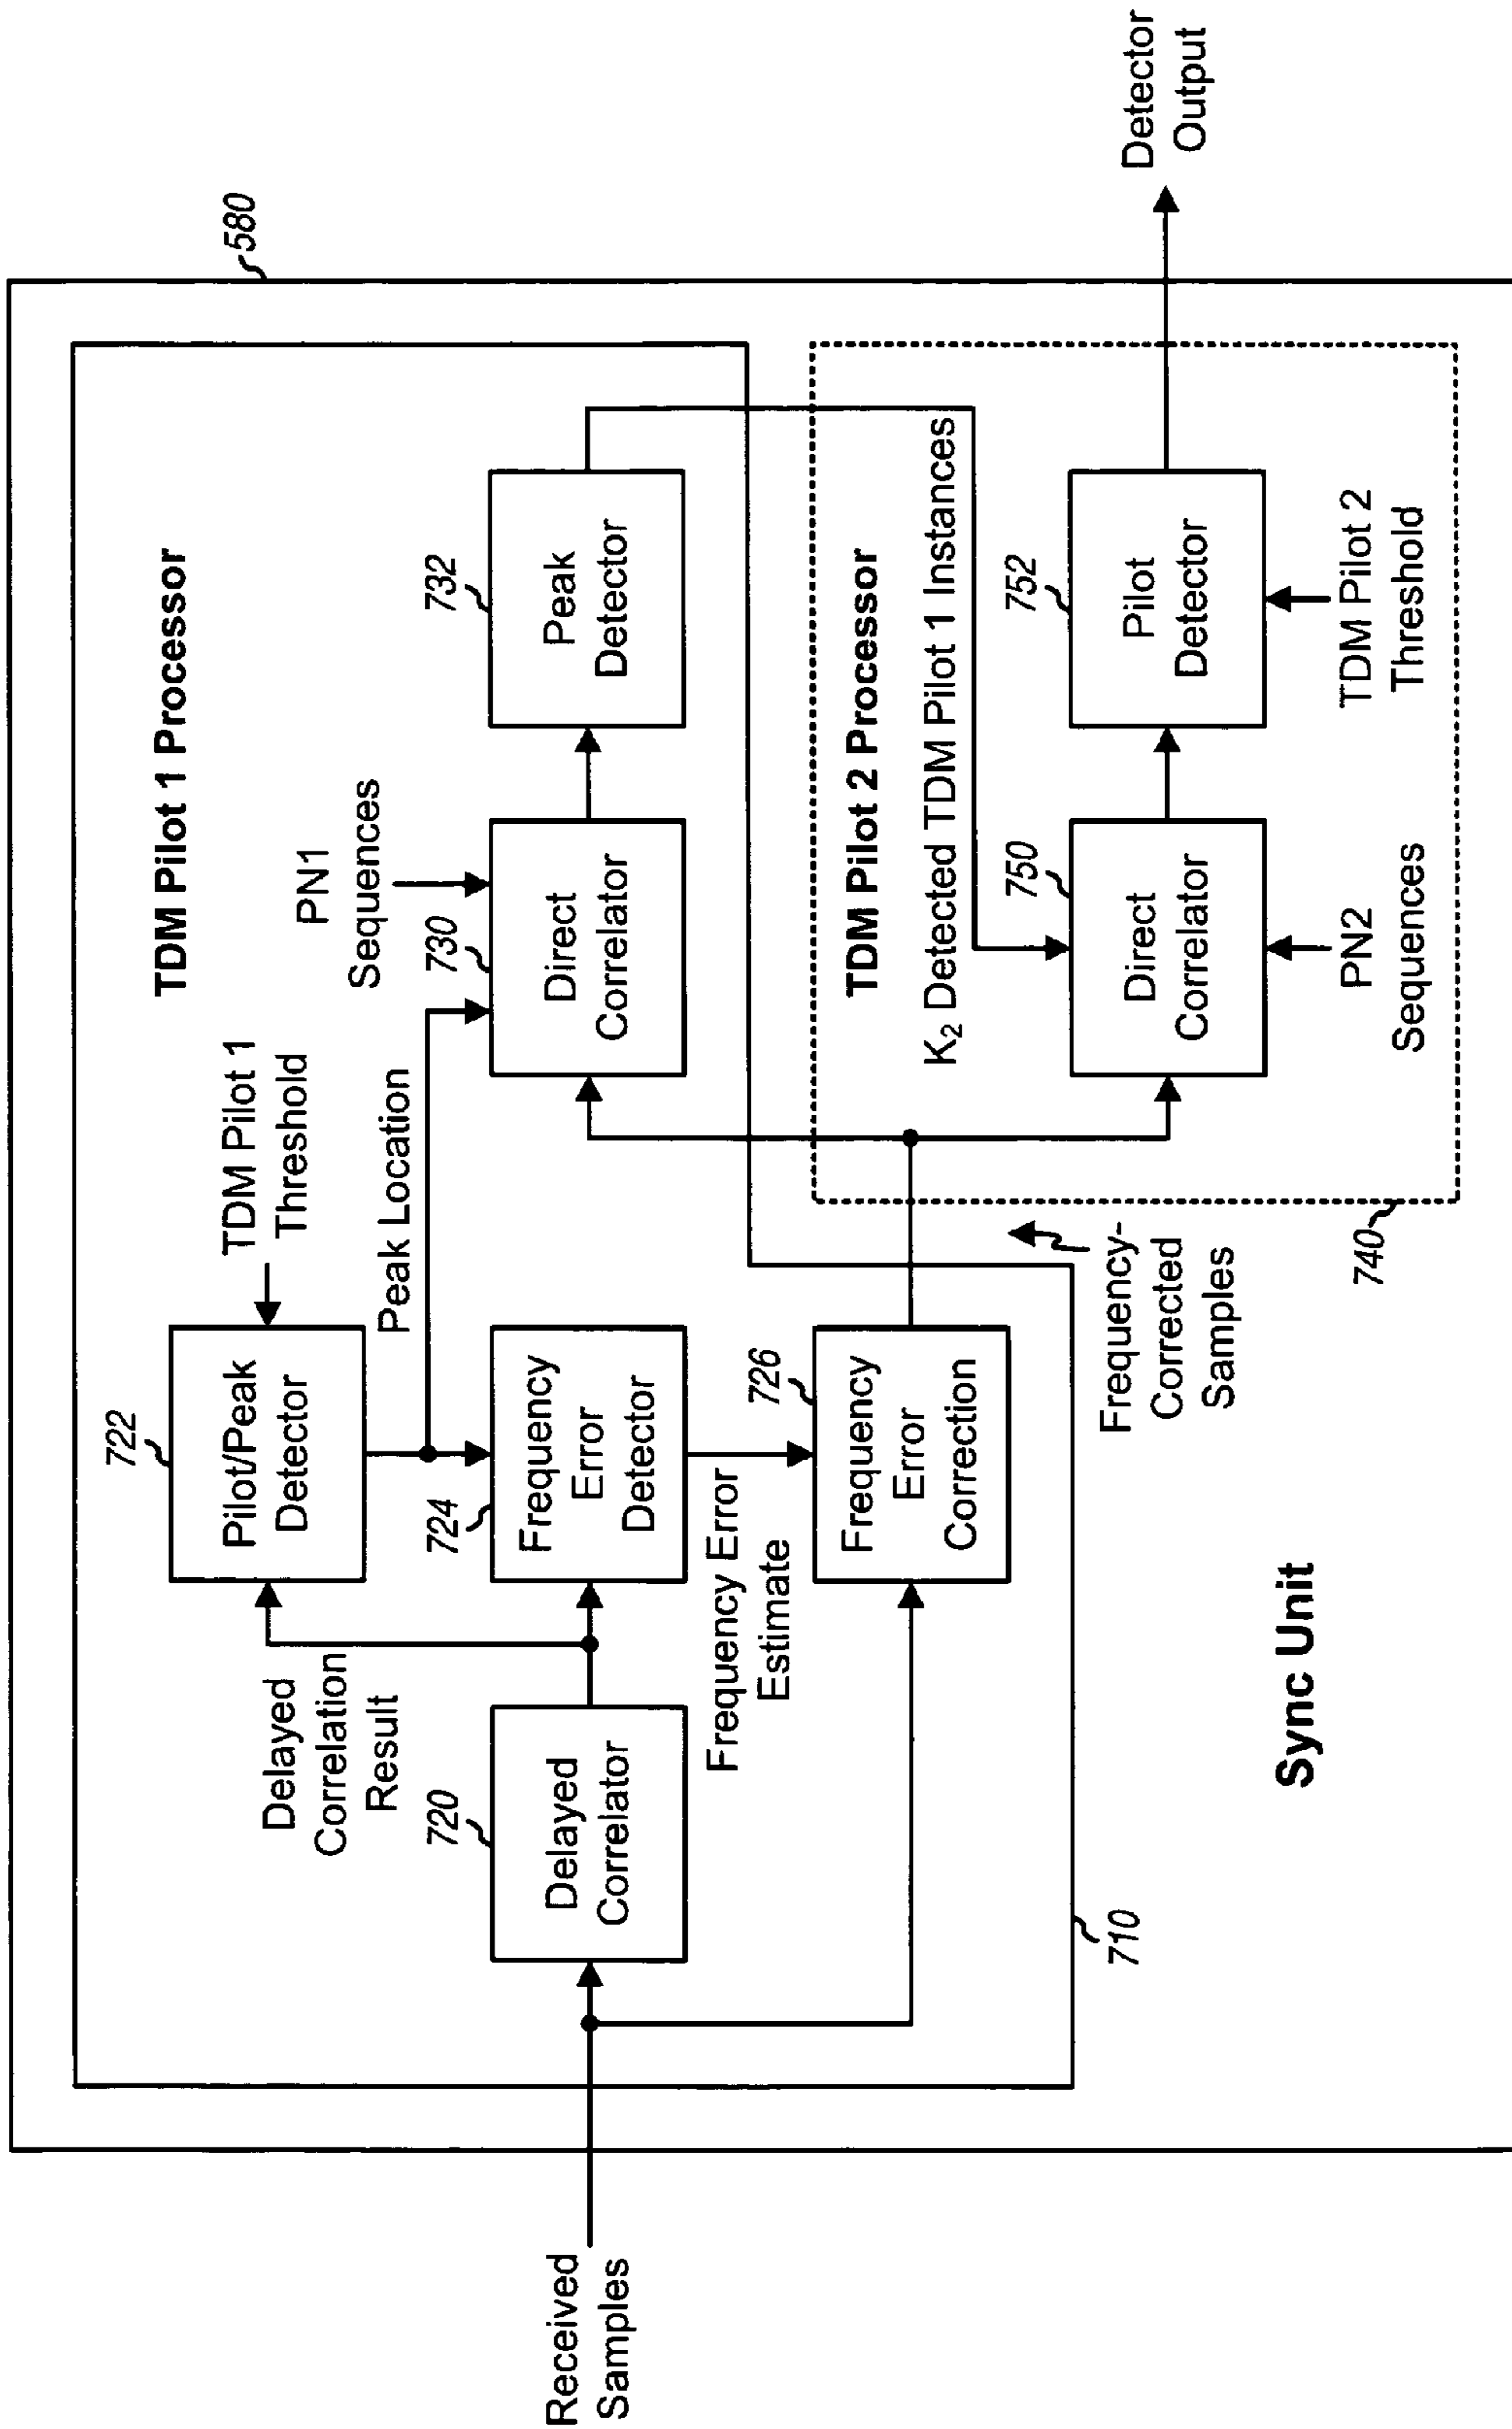 580
TDM Pilot 1 Processor
722
Pilot/Peak
Detector
TDM Pilot 1
Threshold
Delayed
Correlation
Result
Peak Location
PN1
Sequences
Received
Samples
720
Delayed
Correlator
724
Frequency
Error
Detector
730
Direct
Correlator
732
Peak
Detector
Frequency Error
Estimate
726
Frequency
Error
Correction
710
Frequency-
Corrected
Samples
TDM Pilot 2 Processor
K₂ Detected TDM Pilot 1 Instances
750
Direct
Correlator
752
Pilot
Detector
Detector
Output
PN2
Sequences
TDM Pilot 2
Threshold
740
Sync Unit